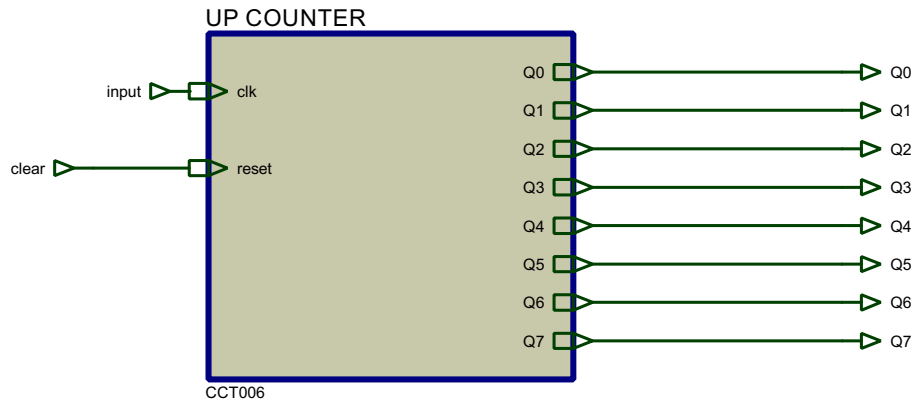 UP COUNTER
Q0 Q0
input clk
Q1 Q1
Q2 Q2
clear reset
Q3 Q3
Q4 Q4
Q5 Q5
Q6 Q6
Q7 Q7
CCT006